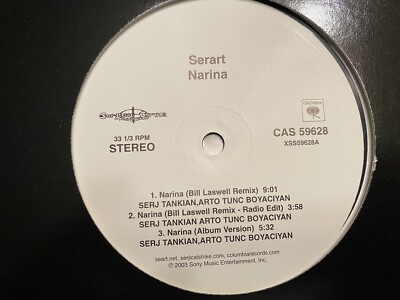 Serart
Narina
Serjical Strike
COLUMBIA
33 1/3 RPM
STEREO
CAS 59628
XSS59628A
1. Narina (Bill Laswell Remix) 9:01
SERJ TANKIAN,ARTO TUNC BOYACIYAN
2. Narina (Bill Laswell Remix - Radio Edit) 3:58
SERJ TANKIAN ARTO TUNC BOYACIYAN
3. Narina (Album Version) 5:32
SERJ TANKIAN,ARTO TUNC BOYACIYAN
serart.net, serjicalstrike.com, columbiarecords.com
© 2003 Sony Music Entertainment, Inc.